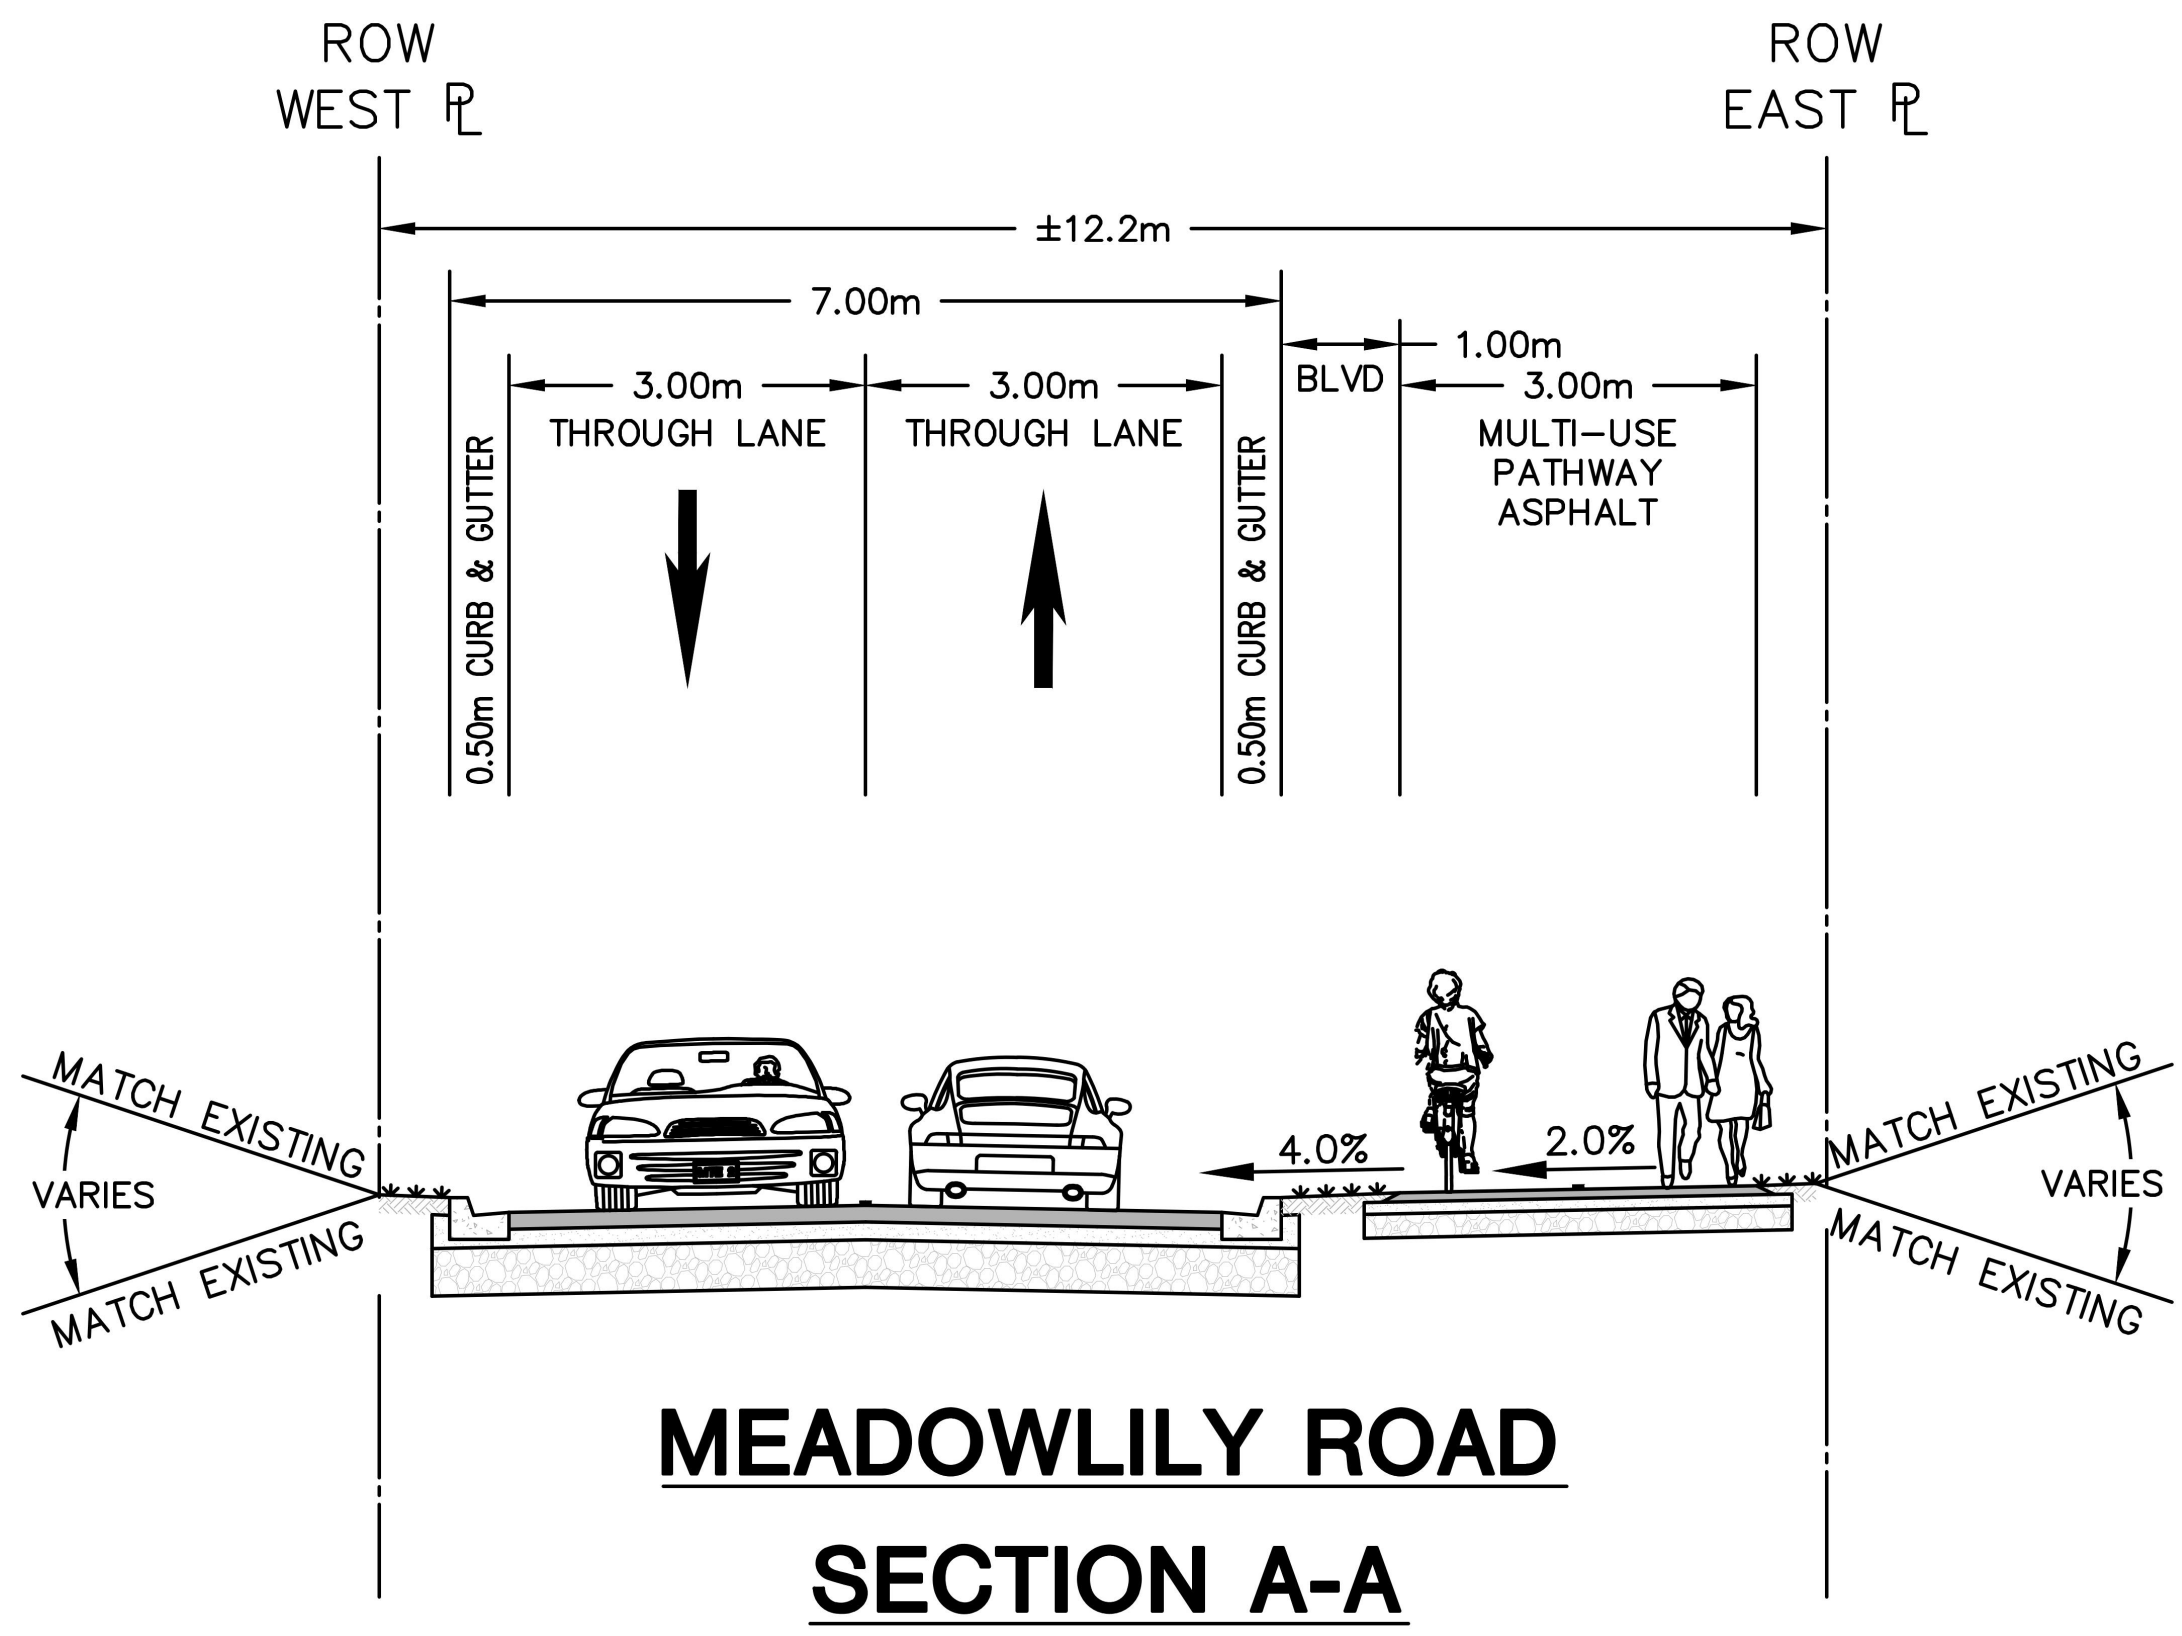 ROW
WEST PL
ROW
EAST PL
±12.2m
7.00m
1.00m
BLVD
3.00m
THROUGH LANE
3.00m
THROUGH LANE
3.00m
MULTI-USE
PATHWAY
ASPHALT
0.50m CURB & GUTTER
0.50m CURB & GUTTER
MATCH EXISTING
VARIES
MATCH EXISTING
4.0%
2.0%
MATCH EXISTING
VARIES
MATCH EXISTING
MEADOWLILY ROAD
SECTION A-A